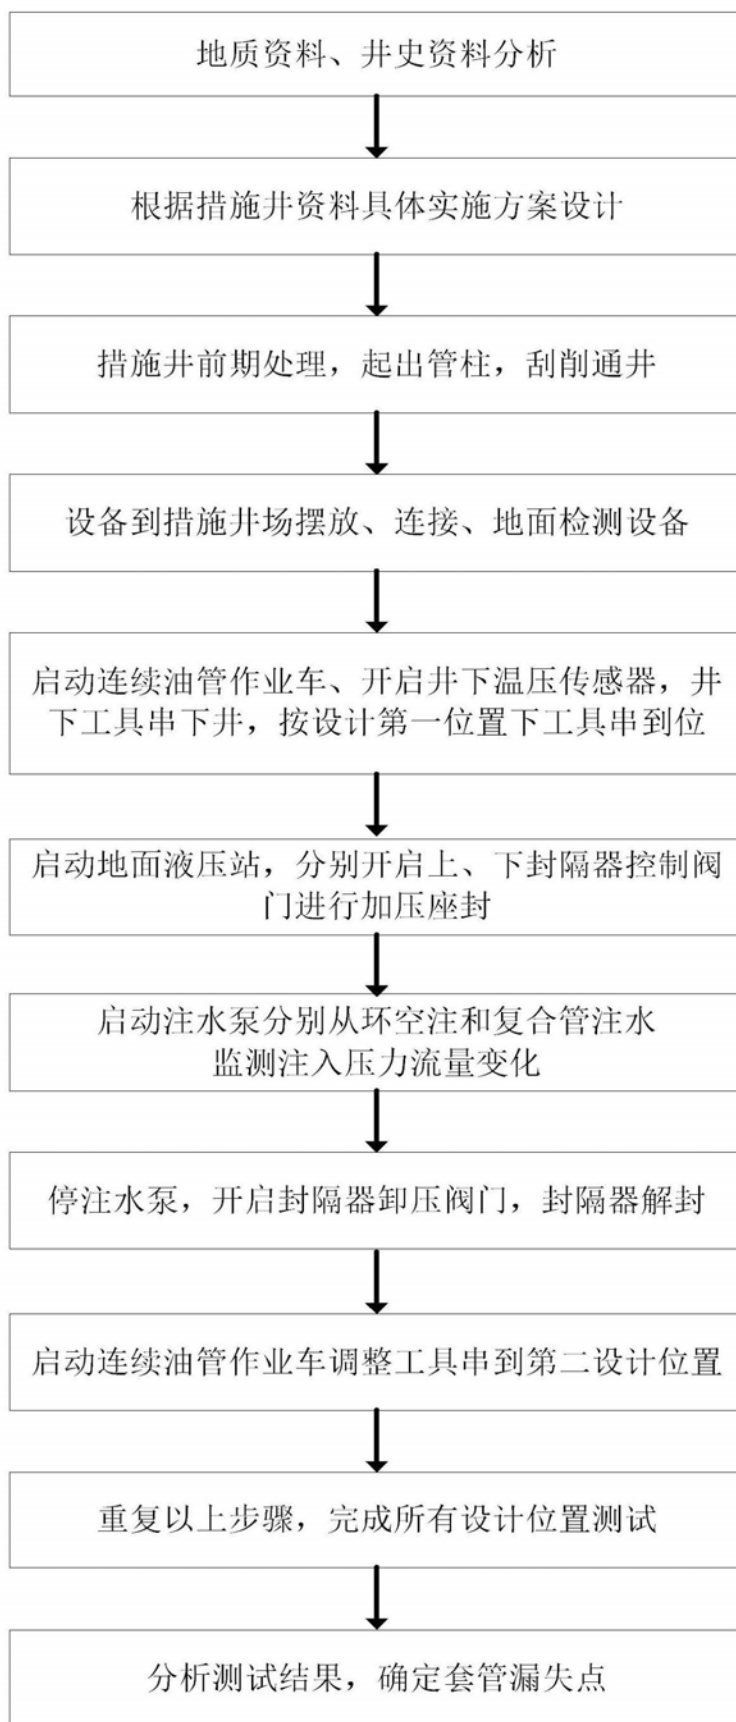 地质资料、井史资料分析
根据措施井资料具体实施方案设计
措施井前期处理，起出管柱，刮削通井
设备到措施井场摆放、连接、地面检测设备
启动连续油管作业车、开启井下温压传感器，井
下工具串下井，按设计第一位置下工具串到位
启动地面液压站，分别开启上、下封隔器控制阀
门进行加压座封
启动注水泵分别从环空注和复合管注水
监测注入压力流量变化
停注水泵，开启封隔器卸压阀门，封隔器解封
启动连续油管作业车调整工具串到第二设计位置
重复以上步骤，完成所有设计位置测试
分析测试结果，确定套管漏失点